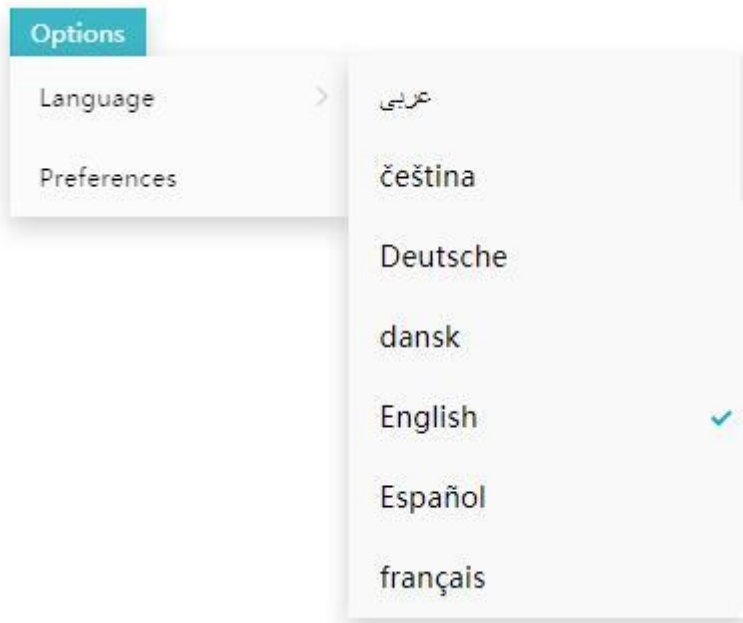 Options
Language
Preferences
عربى
čeština
Deutsche
dansk
English
Español
français